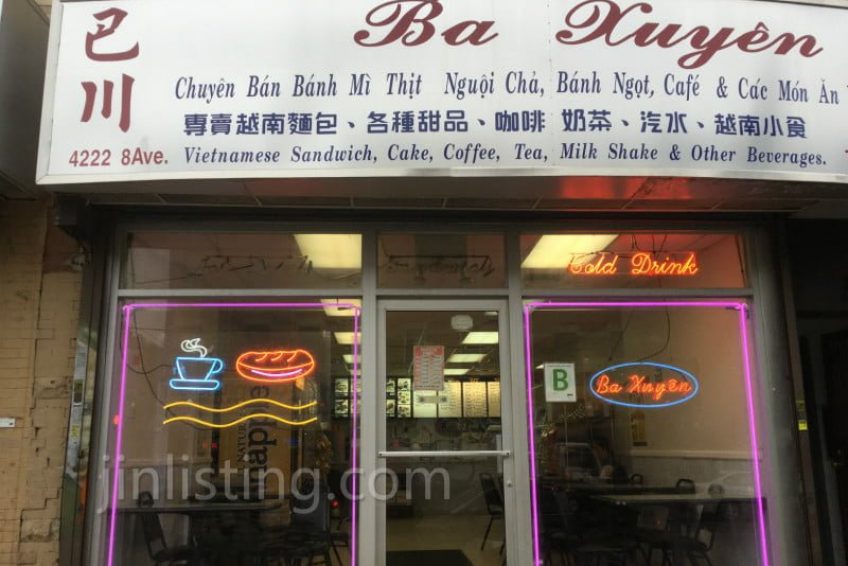 巴川
Ba Xuyên
Chuyên Bán Bánh Mì Thịt Nguội Chả, Bánh Ngọt, Café & Các Món Ăn
專賣越南麵包、各種甜品、咖啡 奶茶、汽水、越南小食
4222 8Ave. Vietnamese Sandwich, Cake, Coffee, Tea, Milk Shake & Other Beverages.
Cold Drink
B
Ba Xuyên
jinlisting.com